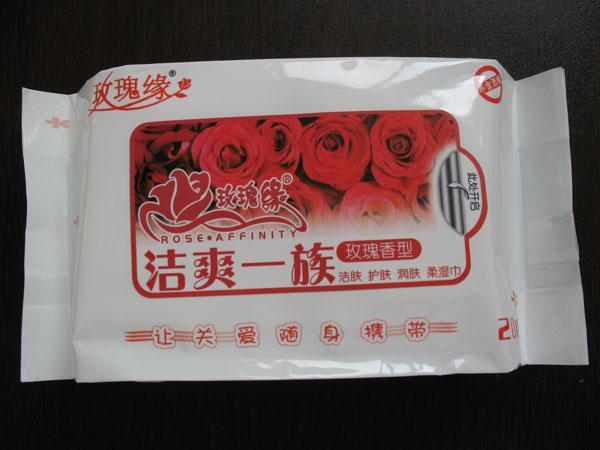 玫瑰缘®
此处开启
玫瑰缘®
ROSE•AFFINITY
洁爽一族
玫瑰香型
洁肤 护肤 润肤 柔湿巾
让关爱随身携带